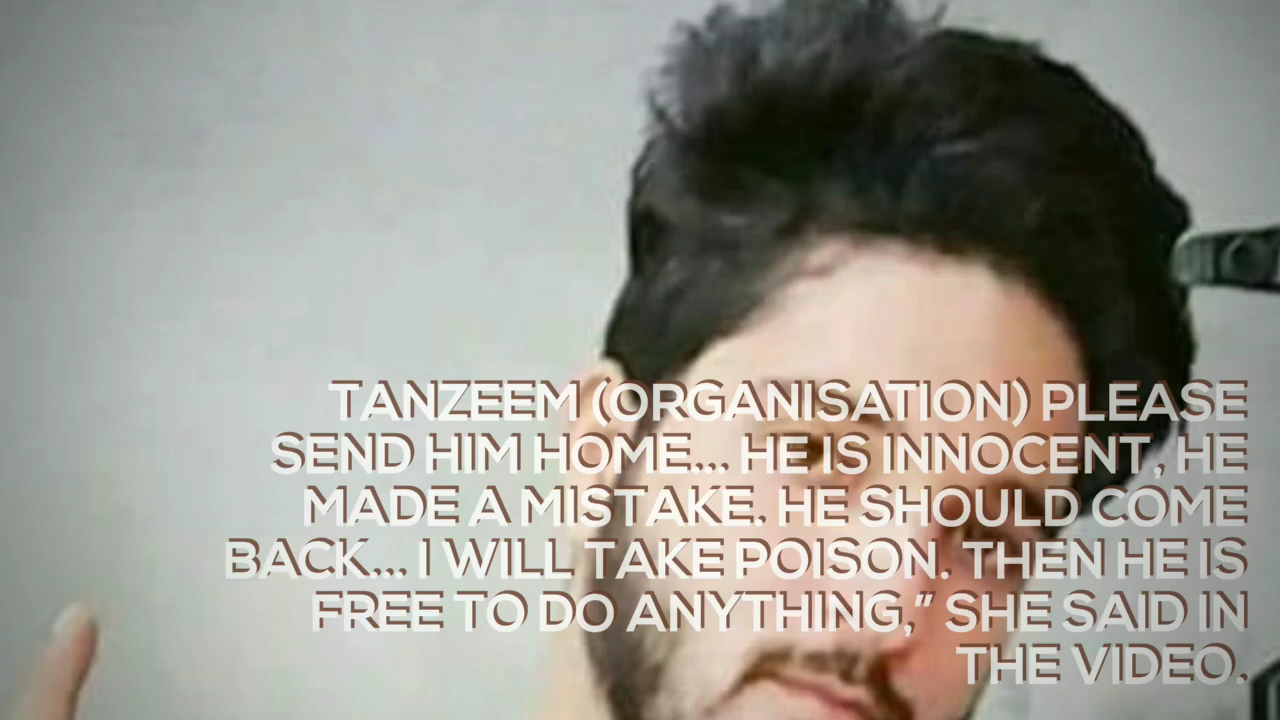 TANZEEM (ORGANISATION) PLEASE
SEND HIM HOME... HE IS INNOCENT, HE
MADE A MISTAKE. HE SHOULD COME
BACK... I WILL TAKE POISON. THEN HE IS
FREE TO DO ANYTHING,” SHE SAID IN
THE VIDEO.